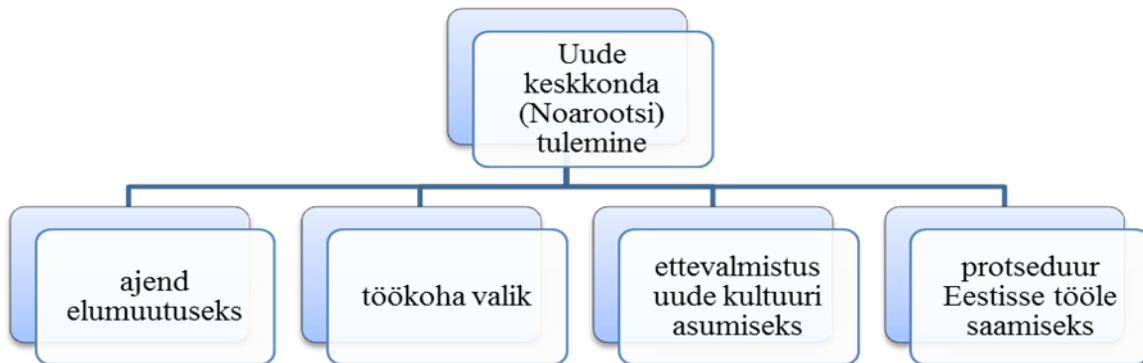 Uude
keskkonda
(Noarootsi)
tulemine
ajend
elumuutuseks
töökoha valik
ettevalmistus
uude kultuuri
asumiseks
protseduur
Eestisse tööle
saamiseks